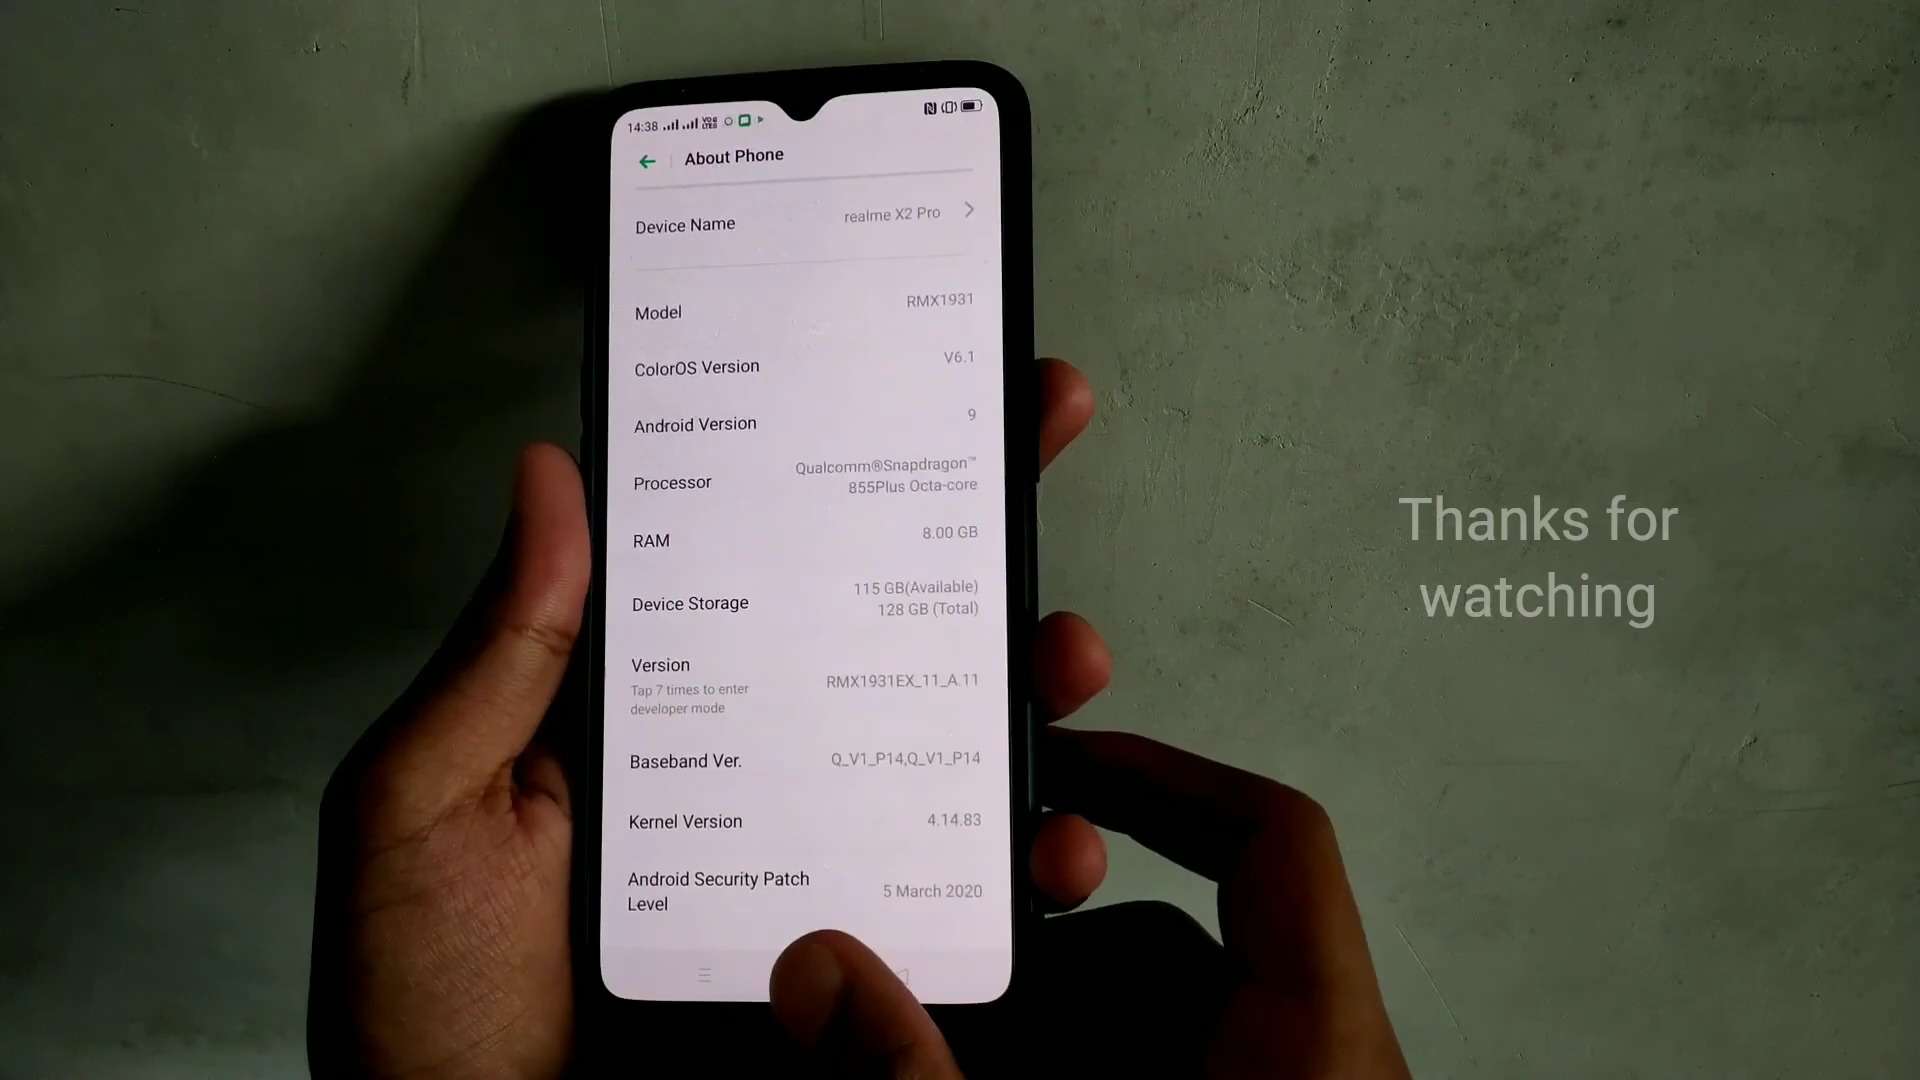 14:38 VoE LTE
About Phone
Device Name realme X2 Pro
Model RMX1931
ColorOS Version V6.1
Android Version 9
Processor Qualcomm®Snapdragon™
855Plus Octa-core
RAM 8.00 GB
Device Storage 115 GB(Available)
128 GB (Total)
Version
Tap 7 times to enter
developer mode
RMX1931EX_11_A.11
Baseband Ver. Q_V1_P14,Q_V1_P14
Kernel Version 4.14.83
Android Security Patch
Level
5 March 2020
Thanks for
watching